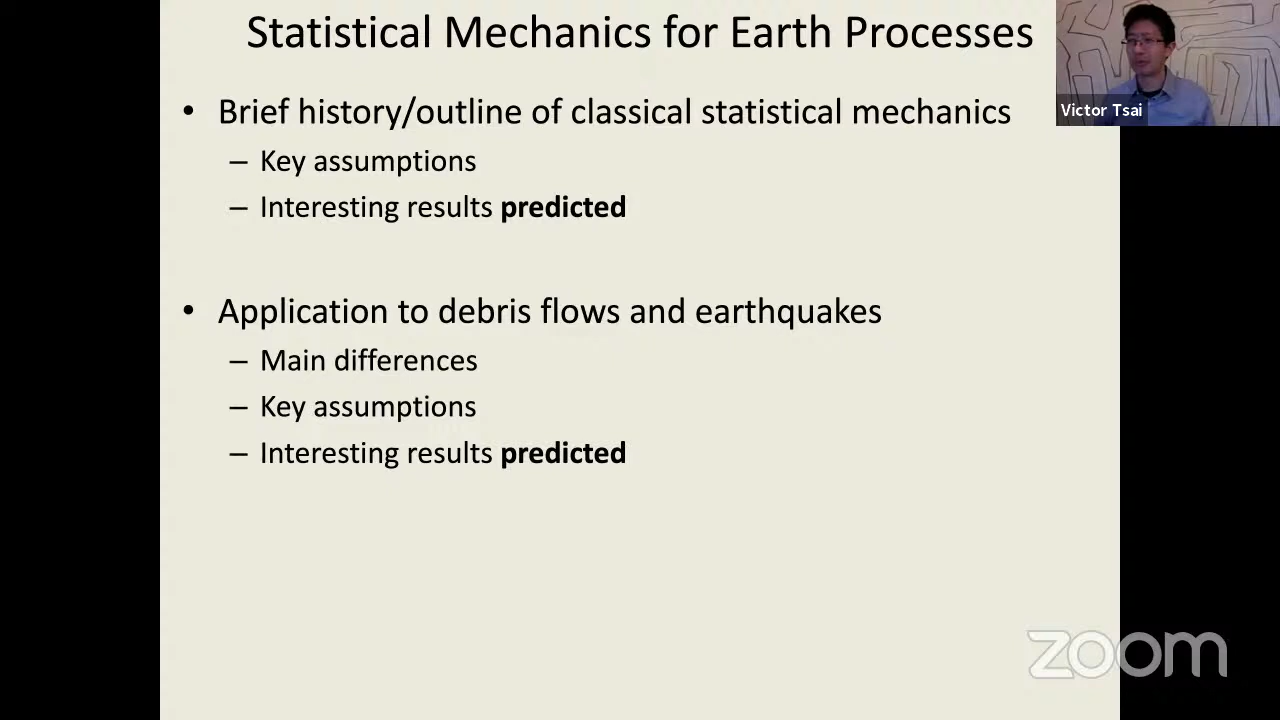 Statistical Mechanics for Earth Processes
• Brief history/outline of classical statistical mechanics
– Key assumptions
– Interesting results predicted
• Application to debris flows and earthquakes
– Main differences
– Key assumptions
– Interesting results predicted
Victor Tsai
zoom